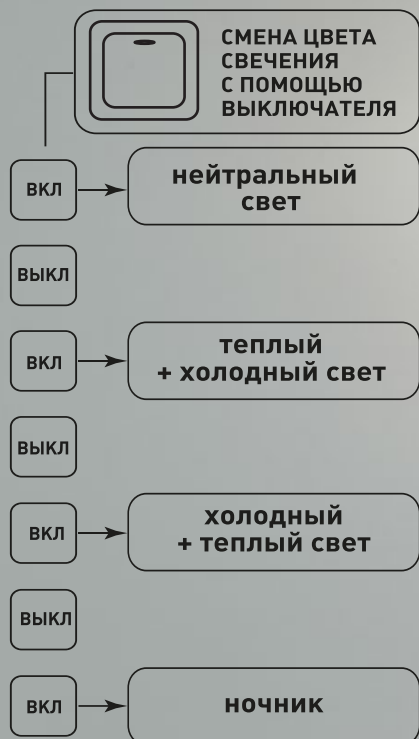 СМЕНА ЦВЕТА
СВЕЧЕНИЯ
С ПОМОЩЬЮ
ВЫКЛЮЧАТЕЛЯ
ВКЛ
нейтральный
свет
ВЫКЛ
ВКЛ
теплый
+ холодный свет
ВЫКЛ
ВКЛ
холодный
+ теплый свет
ВЫКЛ
ВКЛ
ночник